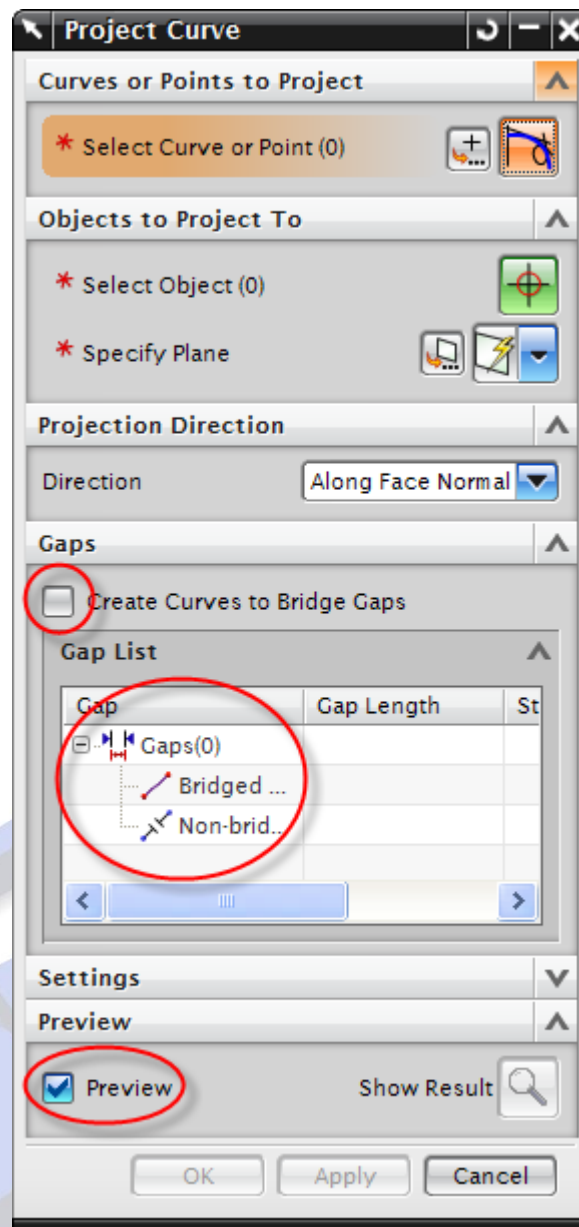 Project Curve
Curves or Points to Project
* Select Curve or Point (0)
Objects to Project To
* Select Object (0)
* Specify Plane
Projection Direction
Direction Along Face Normal
Gaps
Create Curves to Bridge Gaps
Gap List
Gap Gap Length St
Gaps(0)
Bridged ...
Non-brid...
Settings
Preview
Preview Show Result
OK Apply Cancel